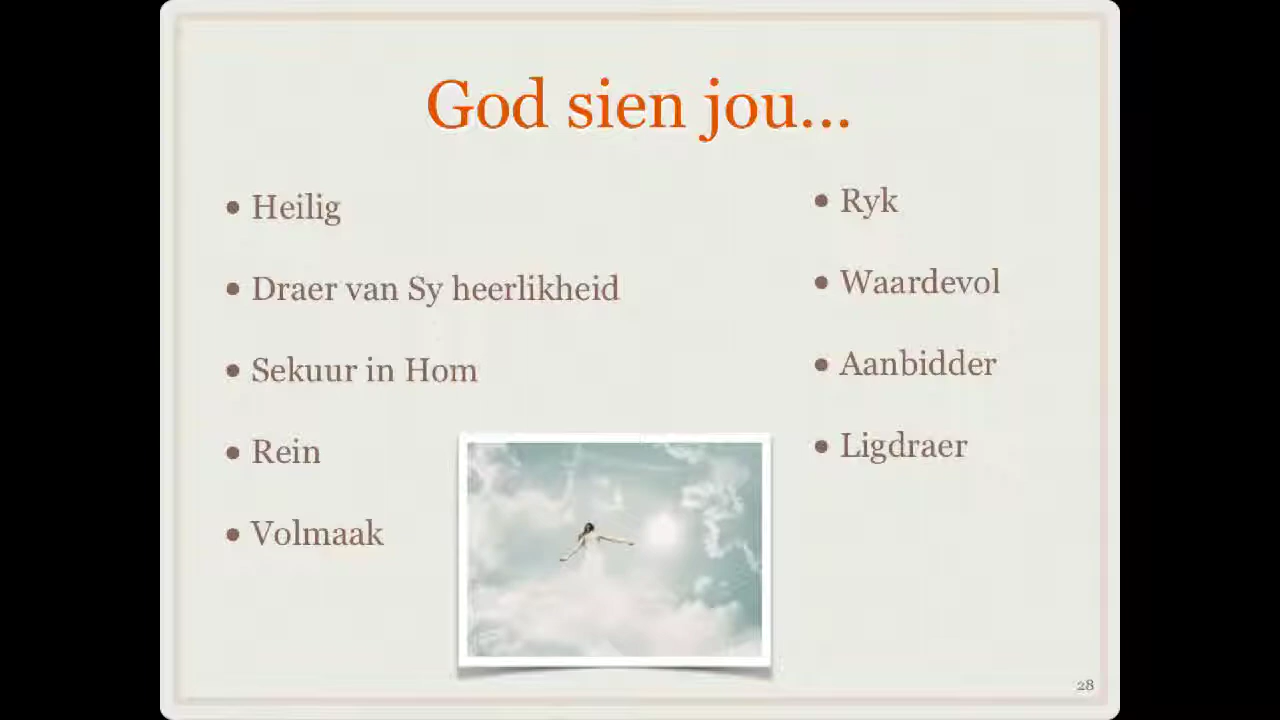 God sien jou...
• Heilig
• Draer van Sy heerlikheid
• Sekuur in Hom
• Rein
• Volmaak
• Ryk
• Waardevol
• Aanbidder
• Ligdraer
28